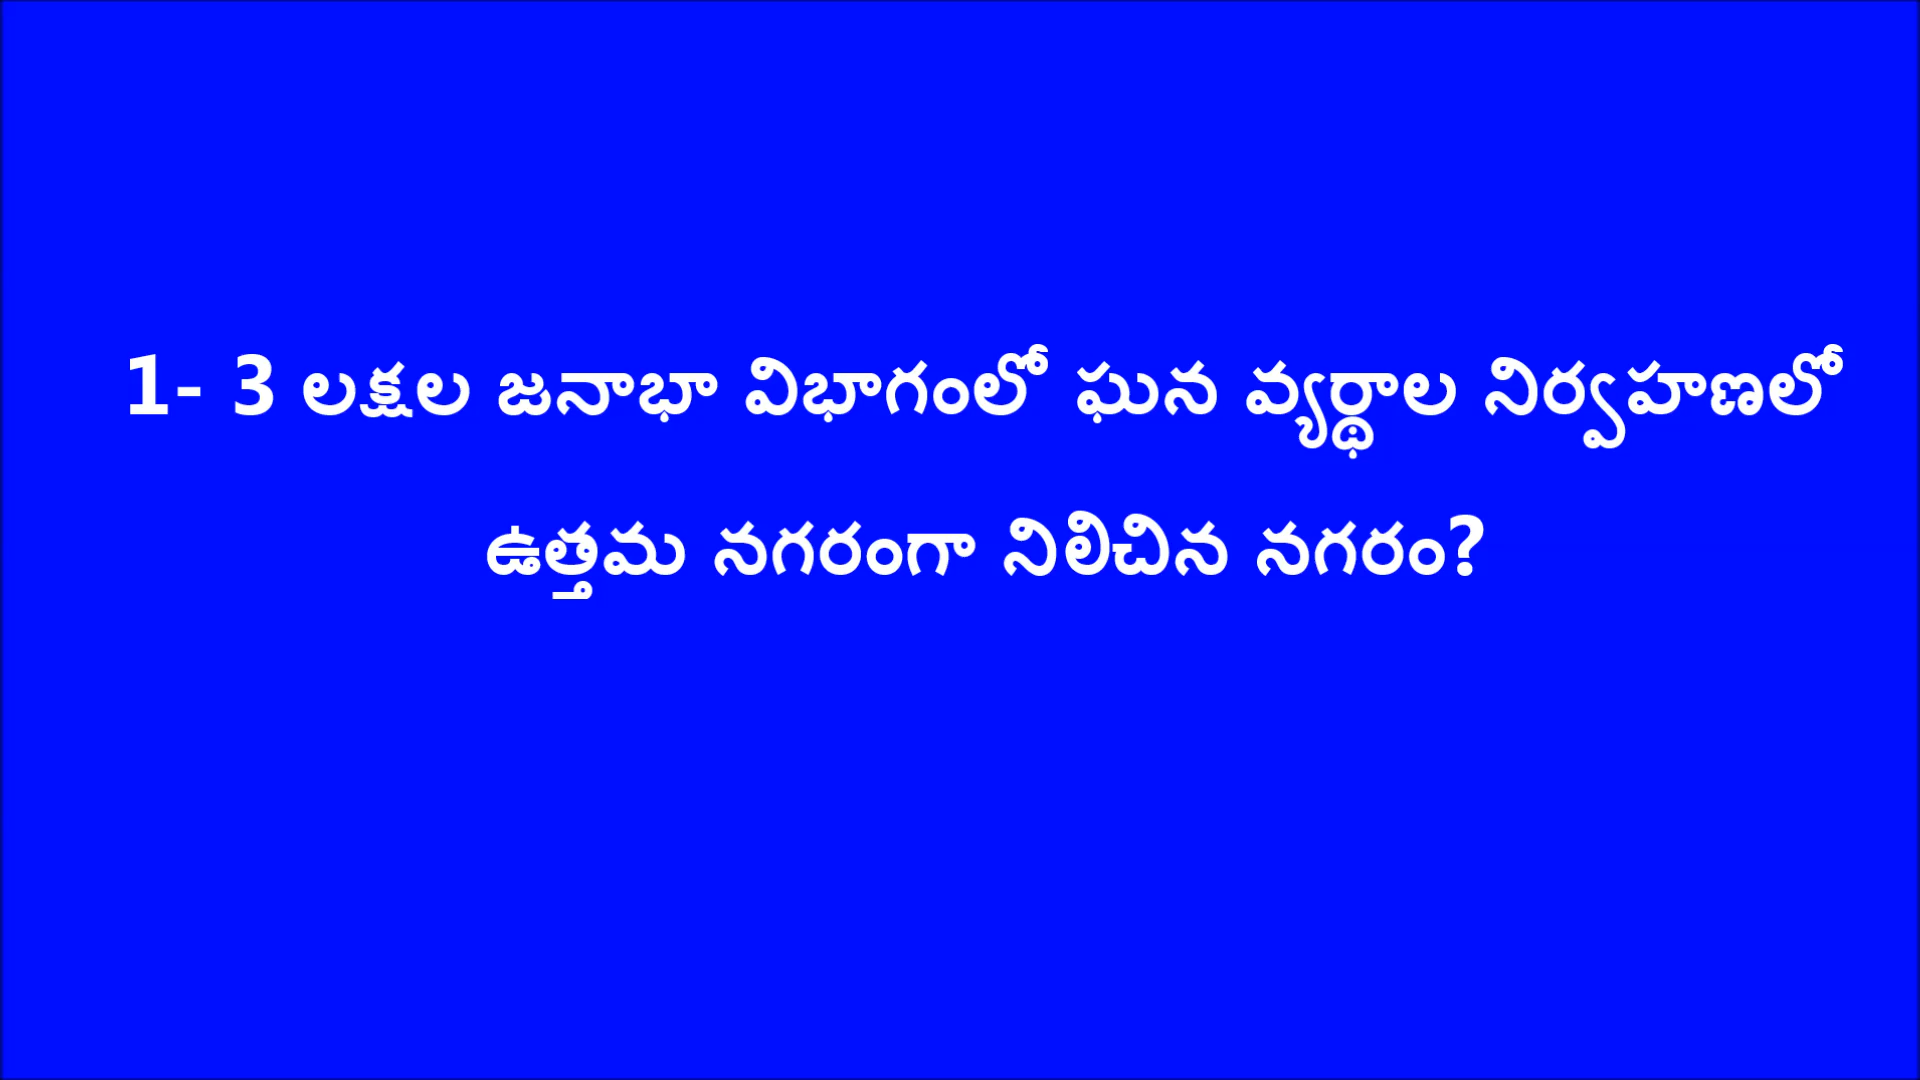 1- 3 లక్షల జనాభా విభాగంలో ఘన వ్యర్థాల నిర్వహణలో
ఉత్తమ నగరంగా నిలిచిన నగరం?